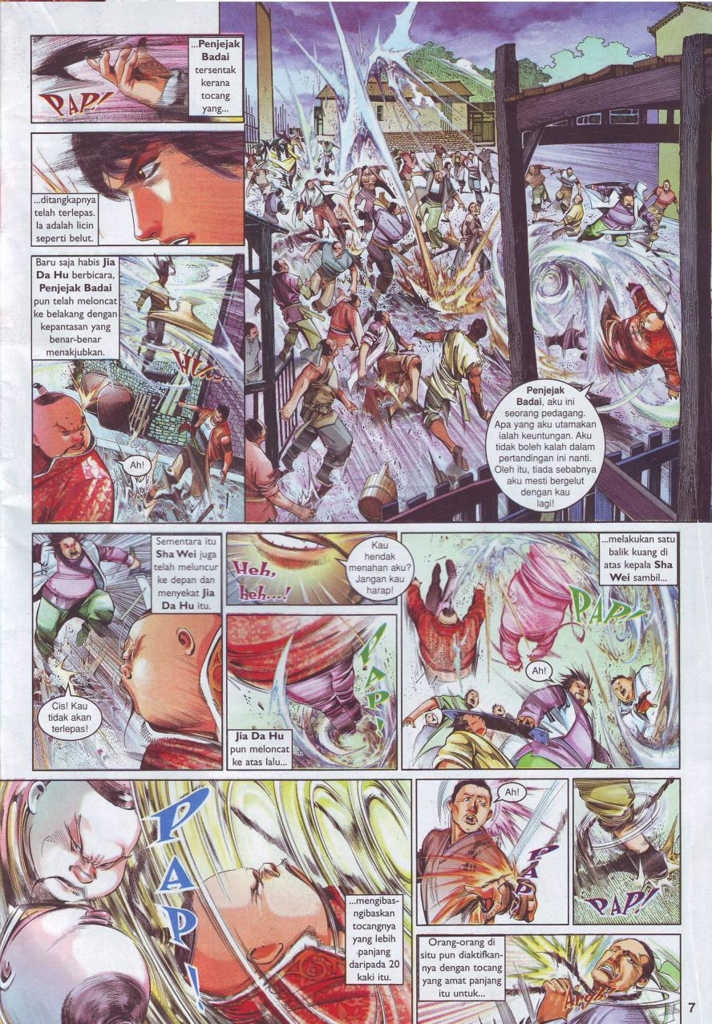 ...Penjejak
Badai
tersentak
kerana
tocang
yang...
PAP!
...ditangkapnya
telah terlepas.
Ia adalah licin
seperti belut.
Baru saja habis Jia
Da Hu berbicara,
Penjejak Badai
pun telah meloncat
ke belakang dengan
kepantasan yang
benar-benar
menakjubkan.
Ah!
Penjejak
Badai, aku ini
seorang pedagang.
Apa yang aku utamakan
ialah keuntungan. Aku
tidak boleh kalah dalam
pertandingan ini nanti.
Oleh itu, tiada sebabnya
aku mesti bergelut
dengan kau
lagi!
Sementara itu
Sha Wei juga
telah meluncur
ke depan dan
menyekat Jia
Da Hu itu.
Cis! Kau
tidak akan
terlepas!
Heh,
heh...!
Kau
hendak
menahan aku?
Jangan kau
harap!
PAP!
Jia Da Hu
pun meloncat
ke atas lalu...
...melakukan satu
balik kuang di
atas kepala Sha
Wei sambil...
PAP!
Ah!
PAP
PAP!
...mengibas-
ngibaskan
tocangnya
yang lebih
panjang
daripada 20
kaki itu.
Ah!
PAP!
PAP!
Orang-orang di
situ pun diaktifkan-
nya dengan tocang
yang amat panjang
itu untuk...
7